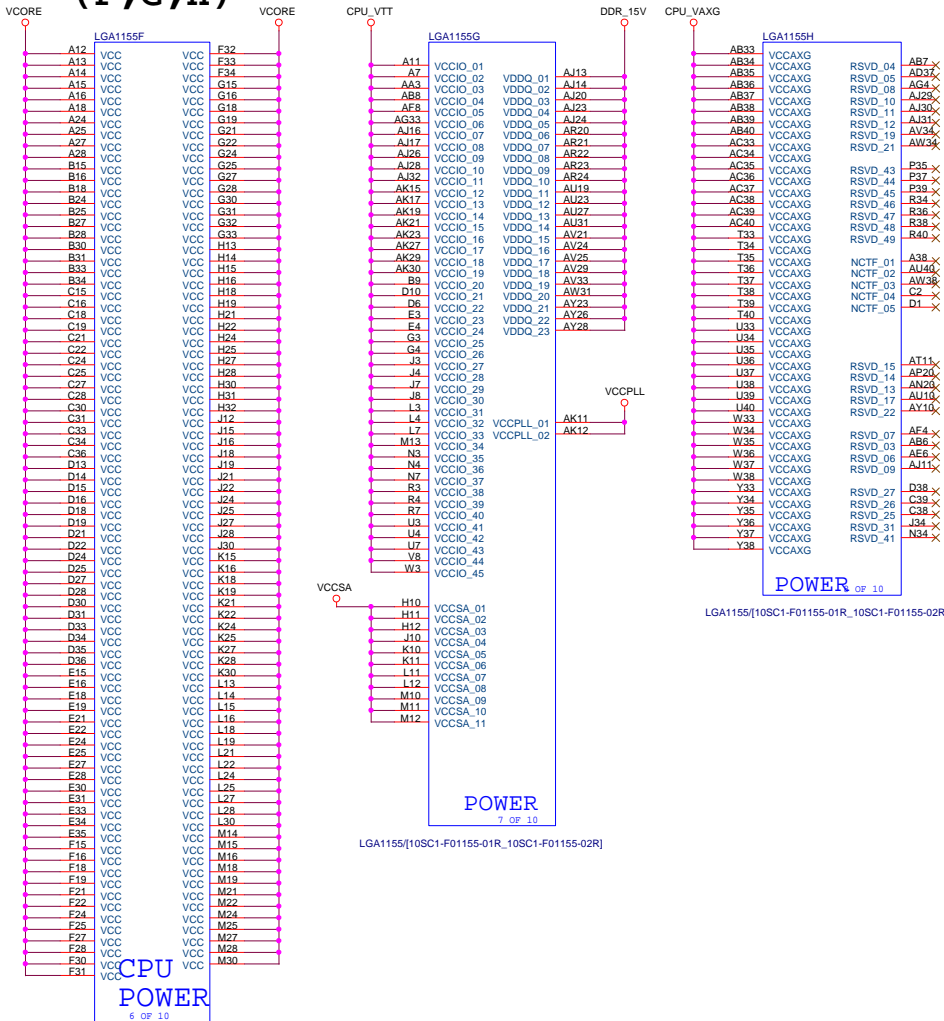 (F,G,H)
VCORE VCORE
LGA1155F
A12 VCC VCC F32
A13 VCC VCC F33
A14 VCC VCC F34
A15 VCC VCC G15
A16 VCC VCC G16
A18 VCC VCC G18
A24 VCC VCC G19
A25 VCC VCC G21
A27 VCC VCC G22
A28 VCC VCC G24
B15 VCC VCC G25
B16 VCC VCC G27
B18 VCC VCC G28
B24 VCC VCC G30
B25 VCC VCC G31
B27 VCC VCC G32
B28 VCC VCC G33
B30 VCC VCC H13
B31 VCC VCC H14
B33 VCC VCC H15
B34 VCC VCC H16
C15 VCC VCC H18
C16 VCC VCC H19
C18 VCC VCC H21
C19 VCC VCC H22
C21 VCC VCC H24
C22 VCC VCC H25
C24 VCC VCC H27
C25 VCC VCC H28
C27 VCC VCC H30
C28 VCC VCC H31
C30 VCC VCC H32
C31 VCC VCC J12
C33 VCC VCC J15
C34 VCC VCC J16
C36 VCC VCC J18
D13 VCC VCC J19
D14 VCC VCC J21
D15 VCC VCC J22
D16 VCC VCC J24
D18 VCC VCC J25
D19 VCC VCC J27
D21 VCC VCC J28
D22 VCC VCC J30
D24 VCC VCC K15
D25 VCC VCC K16
D27 VCC VCC K18
D28 VCC VCC K19
D30 VCC VCC K21
D31 VCC VCC K22
D33 VCC VCC K24
D34 VCC VCC K25
D35 VCC VCC K27
D36 VCC VCC K28
E15 VCC VCC K30
E16 VCC VCC L13
E18 VCC VCC L14
E19 VCC VCC L15
E21 VCC VCC L16
E22 VCC VCC L18
E24 VCC VCC L19
E25 VCC VCC L21
E27 VCC VCC L22
E28 VCC VCC L24
E30 VCC VCC L25
E31 VCC VCC L27
E33 VCC VCC L28
E34 VCC VCC L30
E35 VCC VCC M14
F15 VCC VCC M15
F16 VCC VCC M16
F18 VCC VCC M18
F19 VCC VCC M19
F21 VCC VCC M21
F22 VCC VCC M22
F24 VCC VCC M24
F25 VCC VCC M25
F27 VCC VCC M27
F28 VCC VCC M28
F30 VCC VCC M30
F31 VCC
CPU
POWER
6 OF 10
CPU_VTT DDR_15V
LGA1155G
A11 VCCIO_01
A7 VCCIO_02 VDDQ_01 AJ13
AA3 VCCIO_03 VDDQ_02 AJ14
AB8 VCCIO_04 VDDQ_03 AJ20
AF8 VCCIO_05 VDDQ_04 AJ23
AG33 VCCIO_06 VDDQ_05 AJ24
AJ16 VCCIO_07 VDDQ_06 AR20
AJ17 VCCIO_08 VDDQ_07 AR21
AJ26 VCCIO_09 VDDQ_08 AR22
AJ28 VCCIO_10 VDDQ_09 AR23
AJ32 VCCIO_11 VDDQ_10 AR24
AK15 VCCIO_12 VDDQ_11 AU19
AK17 VCCIO_13 VDDQ_12 AU23
AK19 VCCIO_14 VDDQ_13 AU27
AK21 VCCIO_15 VDDQ_14 AU31
AK23 VCCIO_16 VDDQ_15 AV21
AK27 VCCIO_17 VDDQ_16 AV24
AK29 VCCIO_18 VDDQ_17 AV25
AK30 VCCIO_19 VDDQ_18 AV29
B9 VCCIO_20 VDDQ_19 AV33
D10 VCCIO_21 VDDQ_20 AW31
D6 VCCIO_22 VDDQ_21 AY23
E3 VCCIO_23 VDDQ_22 AY26
E4 VCCIO_24 VDDQ_23 AY28
G3 VCCIO_25
G4 VCCIO_26
J3 VCCIO_27
J4 VCCIO_28
J7 VCCIO_29
J8 VCCIO_30
VCCPLL
L3 VCCIO_31
L4 VCCIO_32 VCCPLL_01 AK11
L7 VCCIO_33 VCCPLL_02 AK12
M13 VCCIO_34
N3 VCCIO_35
N4 VCCIO_36
N7 VCCIO_37
R3 VCCIO_38
R4 VCCIO_39
R7 VCCIO_40
U3 VCCIO_41
U4 VCCIO_42
U7 VCCIO_43
V8 VCCIO_44
W3 VCCIO_45
VCCSA
H10 VCCSA_01
H11 VCCSA_02
H12 VCCSA_03
J10 VCCSA_04
K10 VCCSA_05
K11 VCCSA_06
L11 VCCSA_07
L12 VCCSA_08
M10 VCCSA_09
M11 VCCSA_10
M12 VCCSA_11
POWER
7 OF 10
LGA1155/[10SC1-F01155-01R_10SC1-F01155-02R]
CPU_VAXG
LGA1155H
AB33 VCCAXG
AB34 VCCAXG RSVD_04 AB7
AB35 VCCAXG RSVD_05 AD37
AB36 VCCAXG RSVD_08 AG4
AB37 VCCAXG RSVD_10 AJ29
AB38 VCCAXG RSVD_11 AJ30
AB39 VCCAXG RSVD_12 AJ31
AB40 VCCAXG RSVD_19 AV34
AC33 VCCAXG RSVD_21 AW34
AC34 VCCAXG
AC35 VCCAXG RSVD_43 P35
AC36 VCCAXG RSVD_44 P37
AC37 VCCAXG RSVD_45 P39
AC38 VCCAXG RSVD_46 R34
AC39 VCCAXG RSVD_47 R36
AC40 VCCAXG RSVD_48 R38
T33 VCCAXG RSVD_49 R40
T34 VCCAXG
T35 VCCAXG NCTF_01 A38
T36 VCCAXG NCTF_02 AU40
T37 VCCAXG NCTF_03 AW38
T38 VCCAXG NCTF_04 C2
T39 VCCAXG NCTF_05 D1
T40 VCCAXG
U33 VCCAXG
U34 VCCAXG
U35 VCCAXG
U36 VCCAXG RSVD_15 AT11
U37 VCCAXG RSVD_14 AP20
U38 VCCAXG RSVD_13 AN20
U39 VCCAXG RSVD_17 AU10
U40 VCCAXG RSVD_22 AY10
W33 VCCAXG
W34 VCCAXG RSVD_07 AF4
W35 VCCAXG RSVD_03 AB6
W36 VCCAXG RSVD_06 AE6
W37 VCCAXG RSVD_09 AJ11
W38 VCCAXG
Y33 VCCAXG RSVD_27 D38
Y34 VCCAXG RSVD_26 C39
Y35 VCCAXG RSVD_25 C38
Y36 VCCAXG RSVD_31 J34
Y37 VCCAXG RSVD_41 N34
Y38 VCCAXG
POWER OF 10
LGA1155/[10SC1-F01155-01R_10SC1-F01155-02R